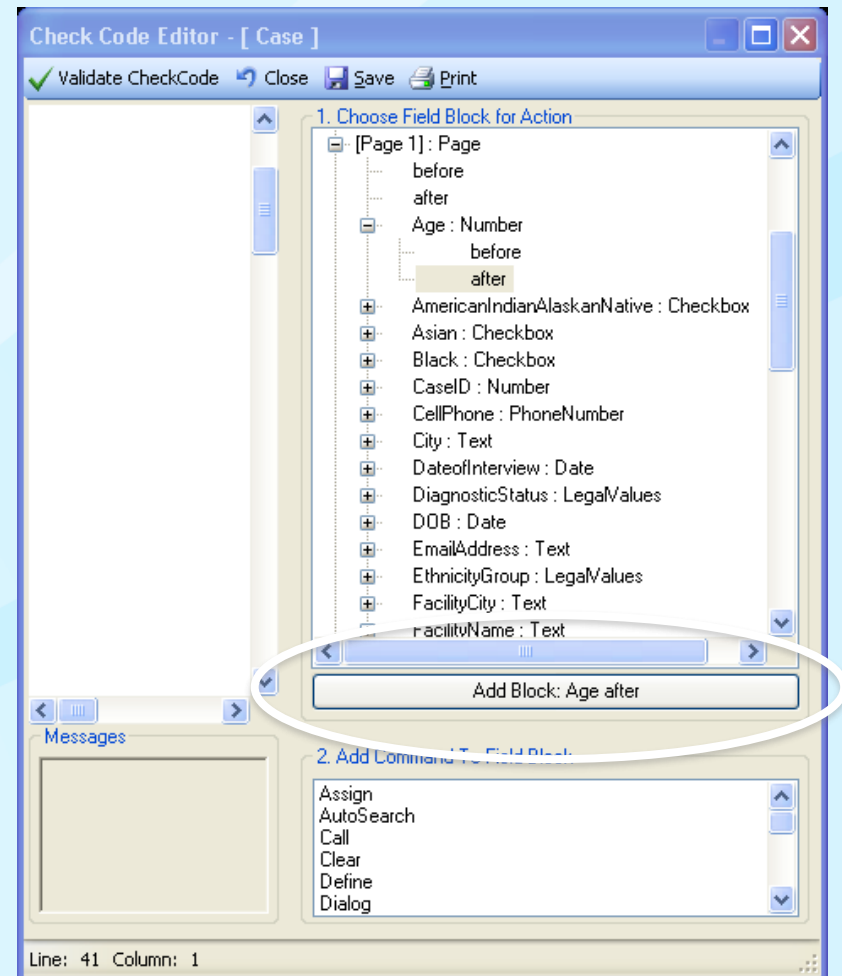 Check Code Editor - [ Case ]
Validate CheckCode Close Save Print
1. Choose Field Block for Action
[Page 1] : Page
before
after
Age : Number
before
after
AmericanIndianAlaskanNative : Checkbox
Asian : Checkbox
Black : Checkbox
CaseID : Number
CellPhone : PhoneNumber
City : Text
DateofInterview : Date
DiagnosticStatus : LegalValues
DOB : Date
EmailAddress : Text
EthnicityGroup : LegalValues
FacilityCity : Text
FacilityName : Text
Add Block: Age after
Messages
2. Add Command To Field Block
Assign
AutoSearch
Call
Clear
Define
Dialog
Line: 41 Column: 1